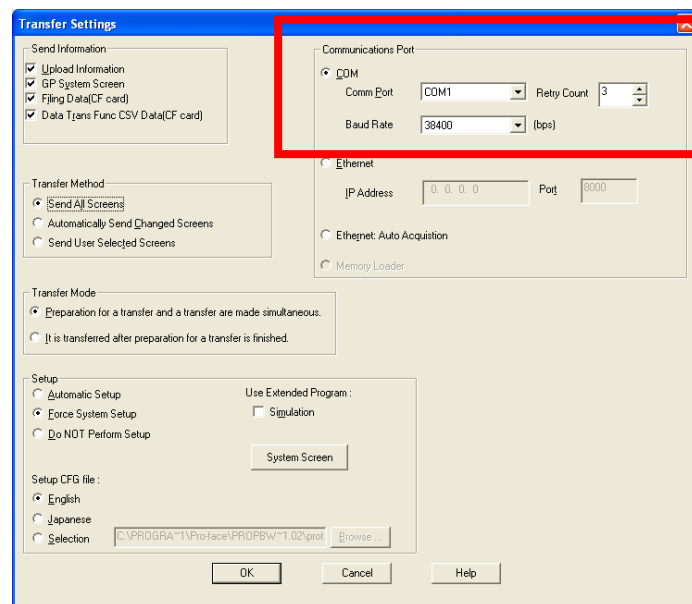 Transfer Settings
Send Information
Upload Information
GP System Screen
Filing Data(CF card)
Data Trans Func CSV Data(CF card)
Communications Port
COM
Comm Port COM1 Retry Count 3
Baud Rate 38400 (bps)
Ethernet
IP Address 0. 0. 0. 0 Port 8000
Ethernet: Auto Acquistion
Memory Loader
Transfer Method
Send All Screens
Automatically Send Changed Screens
Send User Selected Screens
Transfer Mode
Preparation for a transfer and a transfer are made simultaneous.
It is transferred after preparation for a transfer is finished.
Setup
Automatic Setup
Force System Setup
Do NOT Perform Setup
Use Extended Program :
Simulation
System Screen
Setup CFG file :
English
Japanese
Selection C:\PROGRA~1\Pro-face\PROPBW~1.02\prot Browse ...
OK Cancel Help